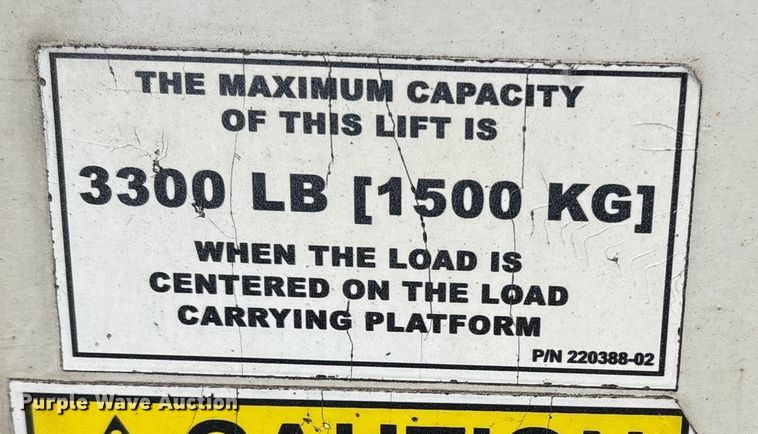 THE MAXIMUM CAPACITY
OF THIS LIFT IS
3300 LB [1500 KG]
WHEN THE LOAD IS
CENTERED ON THE LOAD
CARRYING PLATFORM
P/N 220388-02
Purple Wave Auction
CAUTION